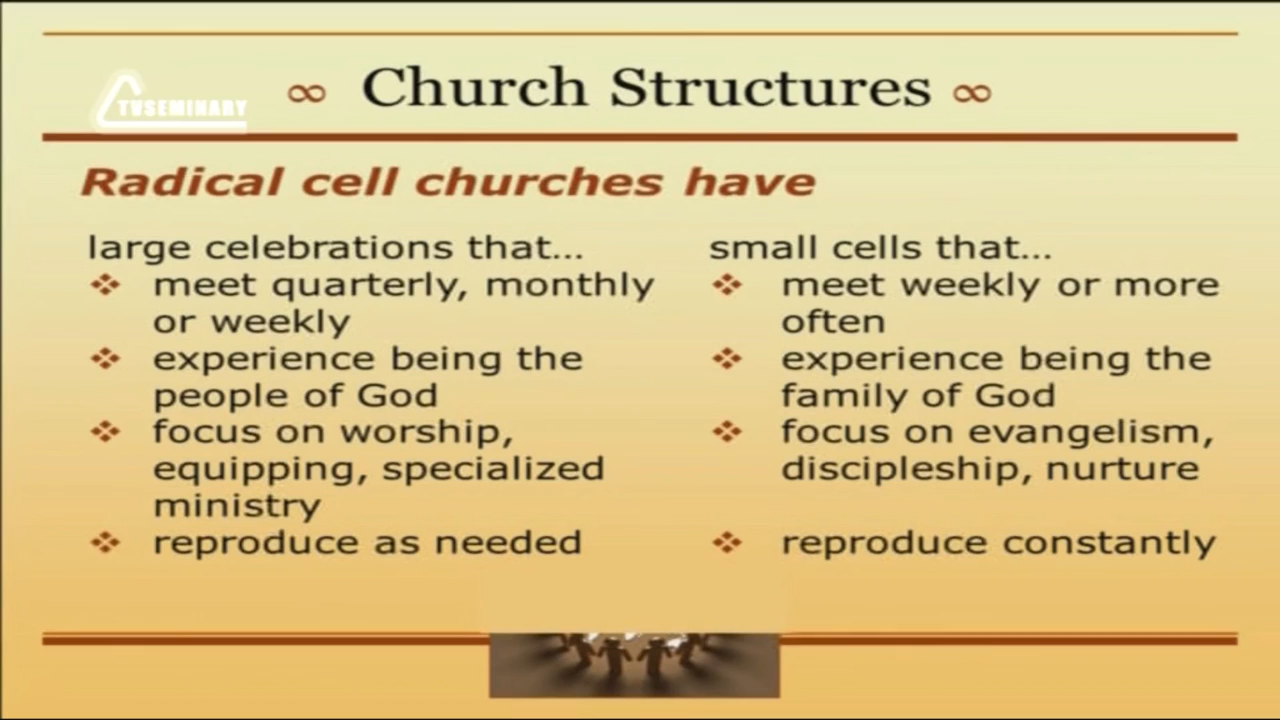 TVSEMINARY
Church Structures
Radical cell churches have
large celebrations that...
meet quarterly, monthly
or weekly
experience being the
people of God
focus on worship,
equipping, specialized
ministry
reproduce as needed
small cells that...
meet weekly or more
often
experience being the
family of God
focus on evangelism,
discipleship, nurture
reproduce constantly